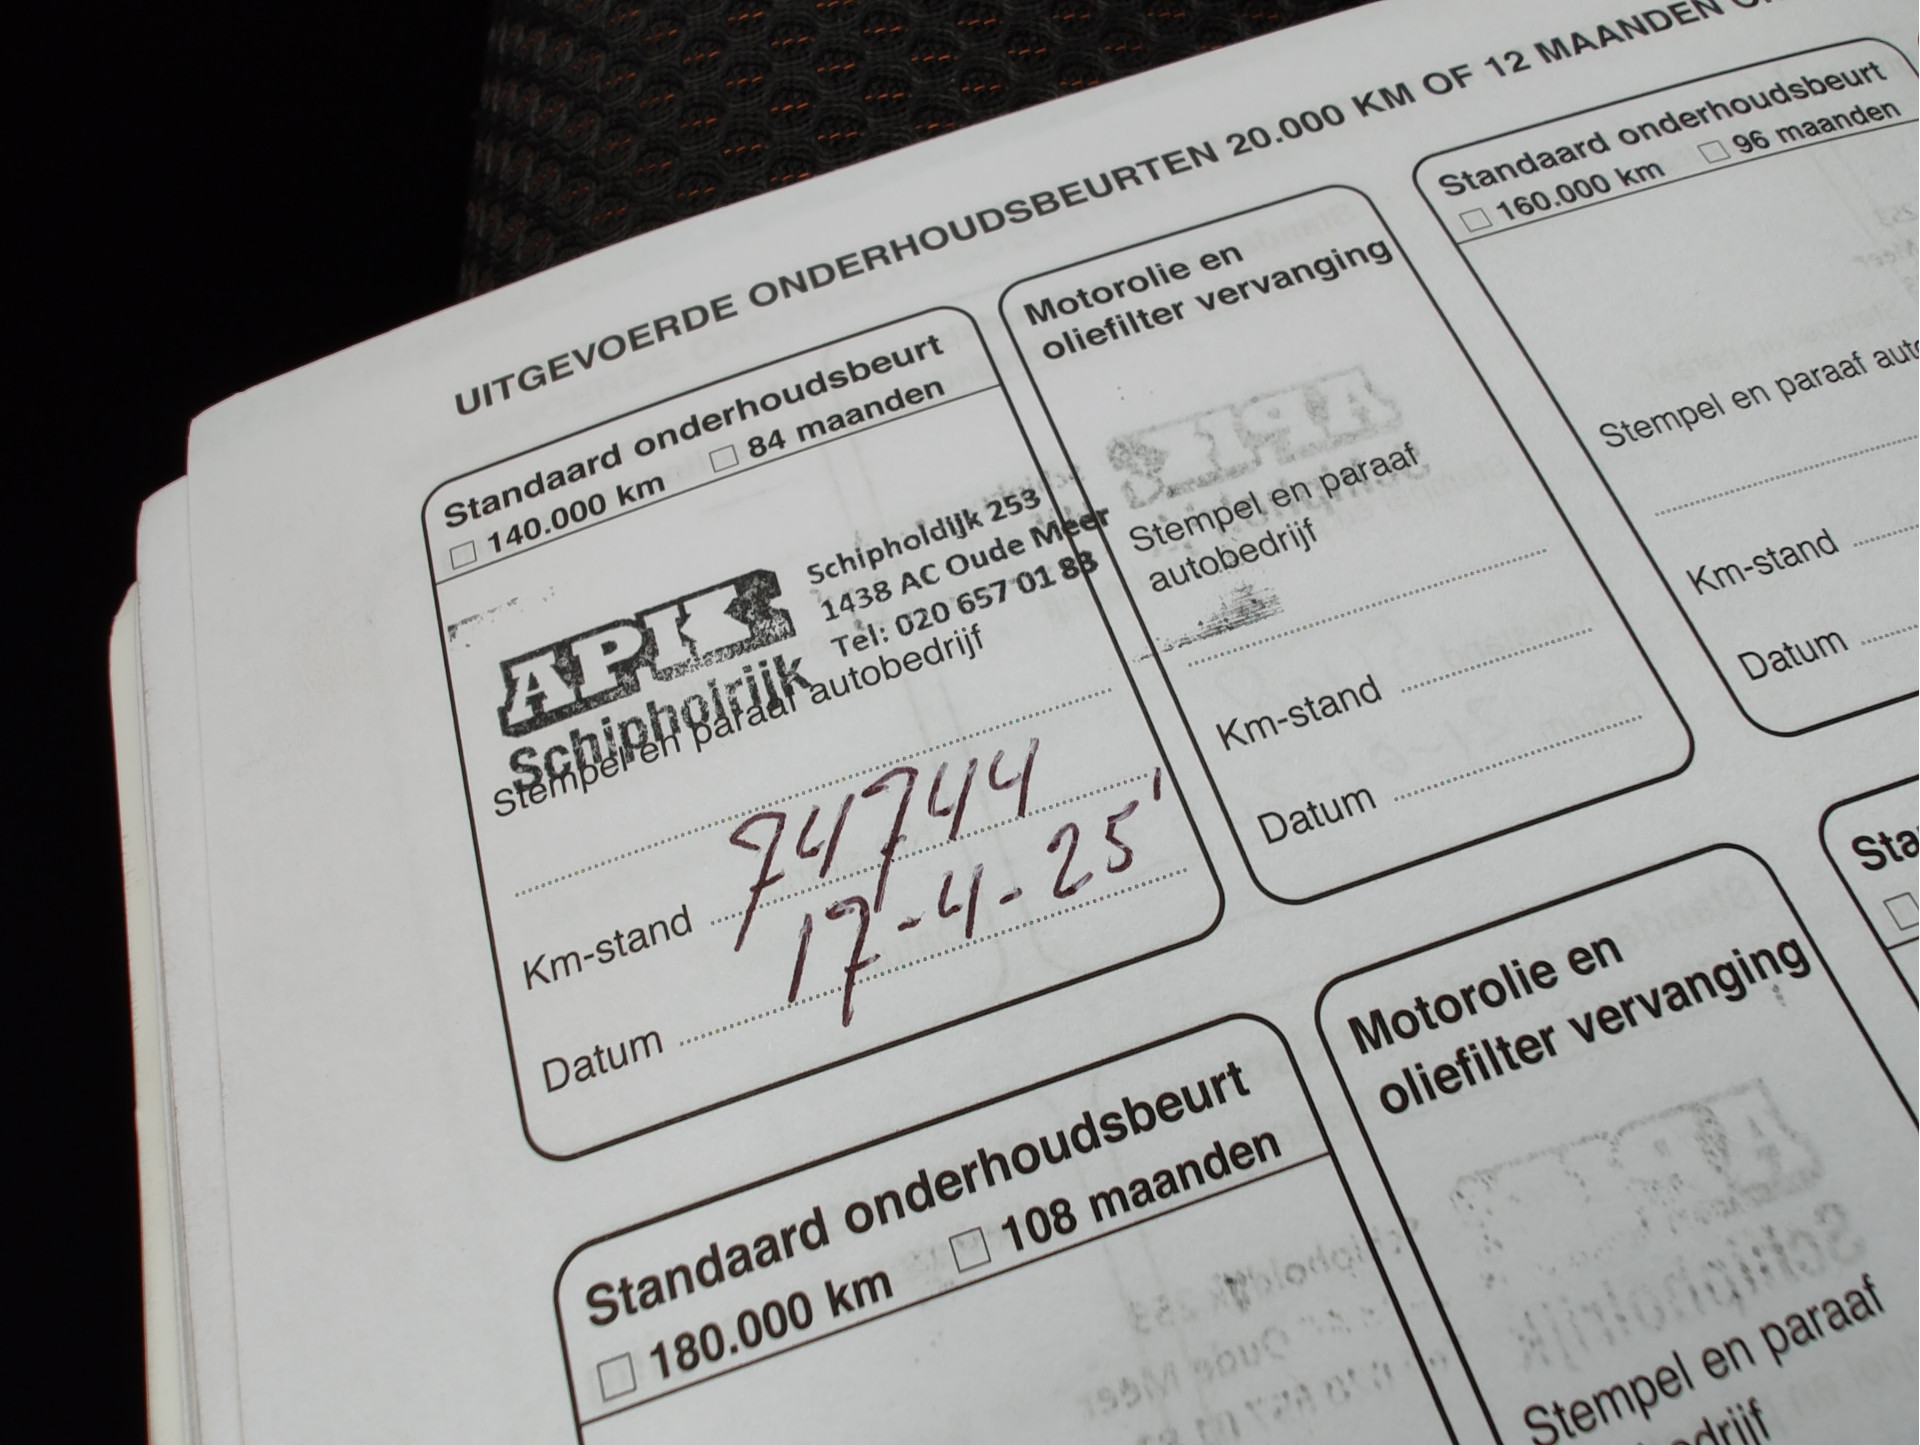 UITGEVOERDE ONDERHOUDSBEURTEN 20.000 KM OF 12 MAANDEN
Standaard onderhoudsbeurt
140.000 km 84 maanden
APK
Schipholrijk
Schipholdijk 253
1438 AC Oude Meer
Tel: 020 657 01 88
Stempel en paraaf autobedrijf
Km-stand 74744
Datum 17-4-25
Motorolie en
oliefilter vervanging
Stempel en paraaf
autobedrijf
Km-stand
Datum
Standaard onderhoudsbeurt
160.000 km 96 maanden
Stempel en paraaf
Km-stand
Datum
Standaard onderhoudsbeurt
180.000 km 108 maanden
Motorolie en
oliefilter vervanging
Stempel en paraaf